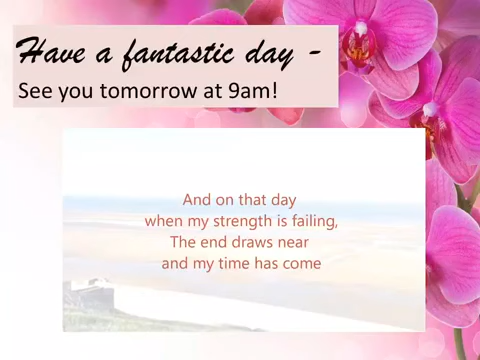 Have a fantastic day -
See you tomorrow at 9am!
And on that day
when my strength is failing,
The end draws near
and my time has come